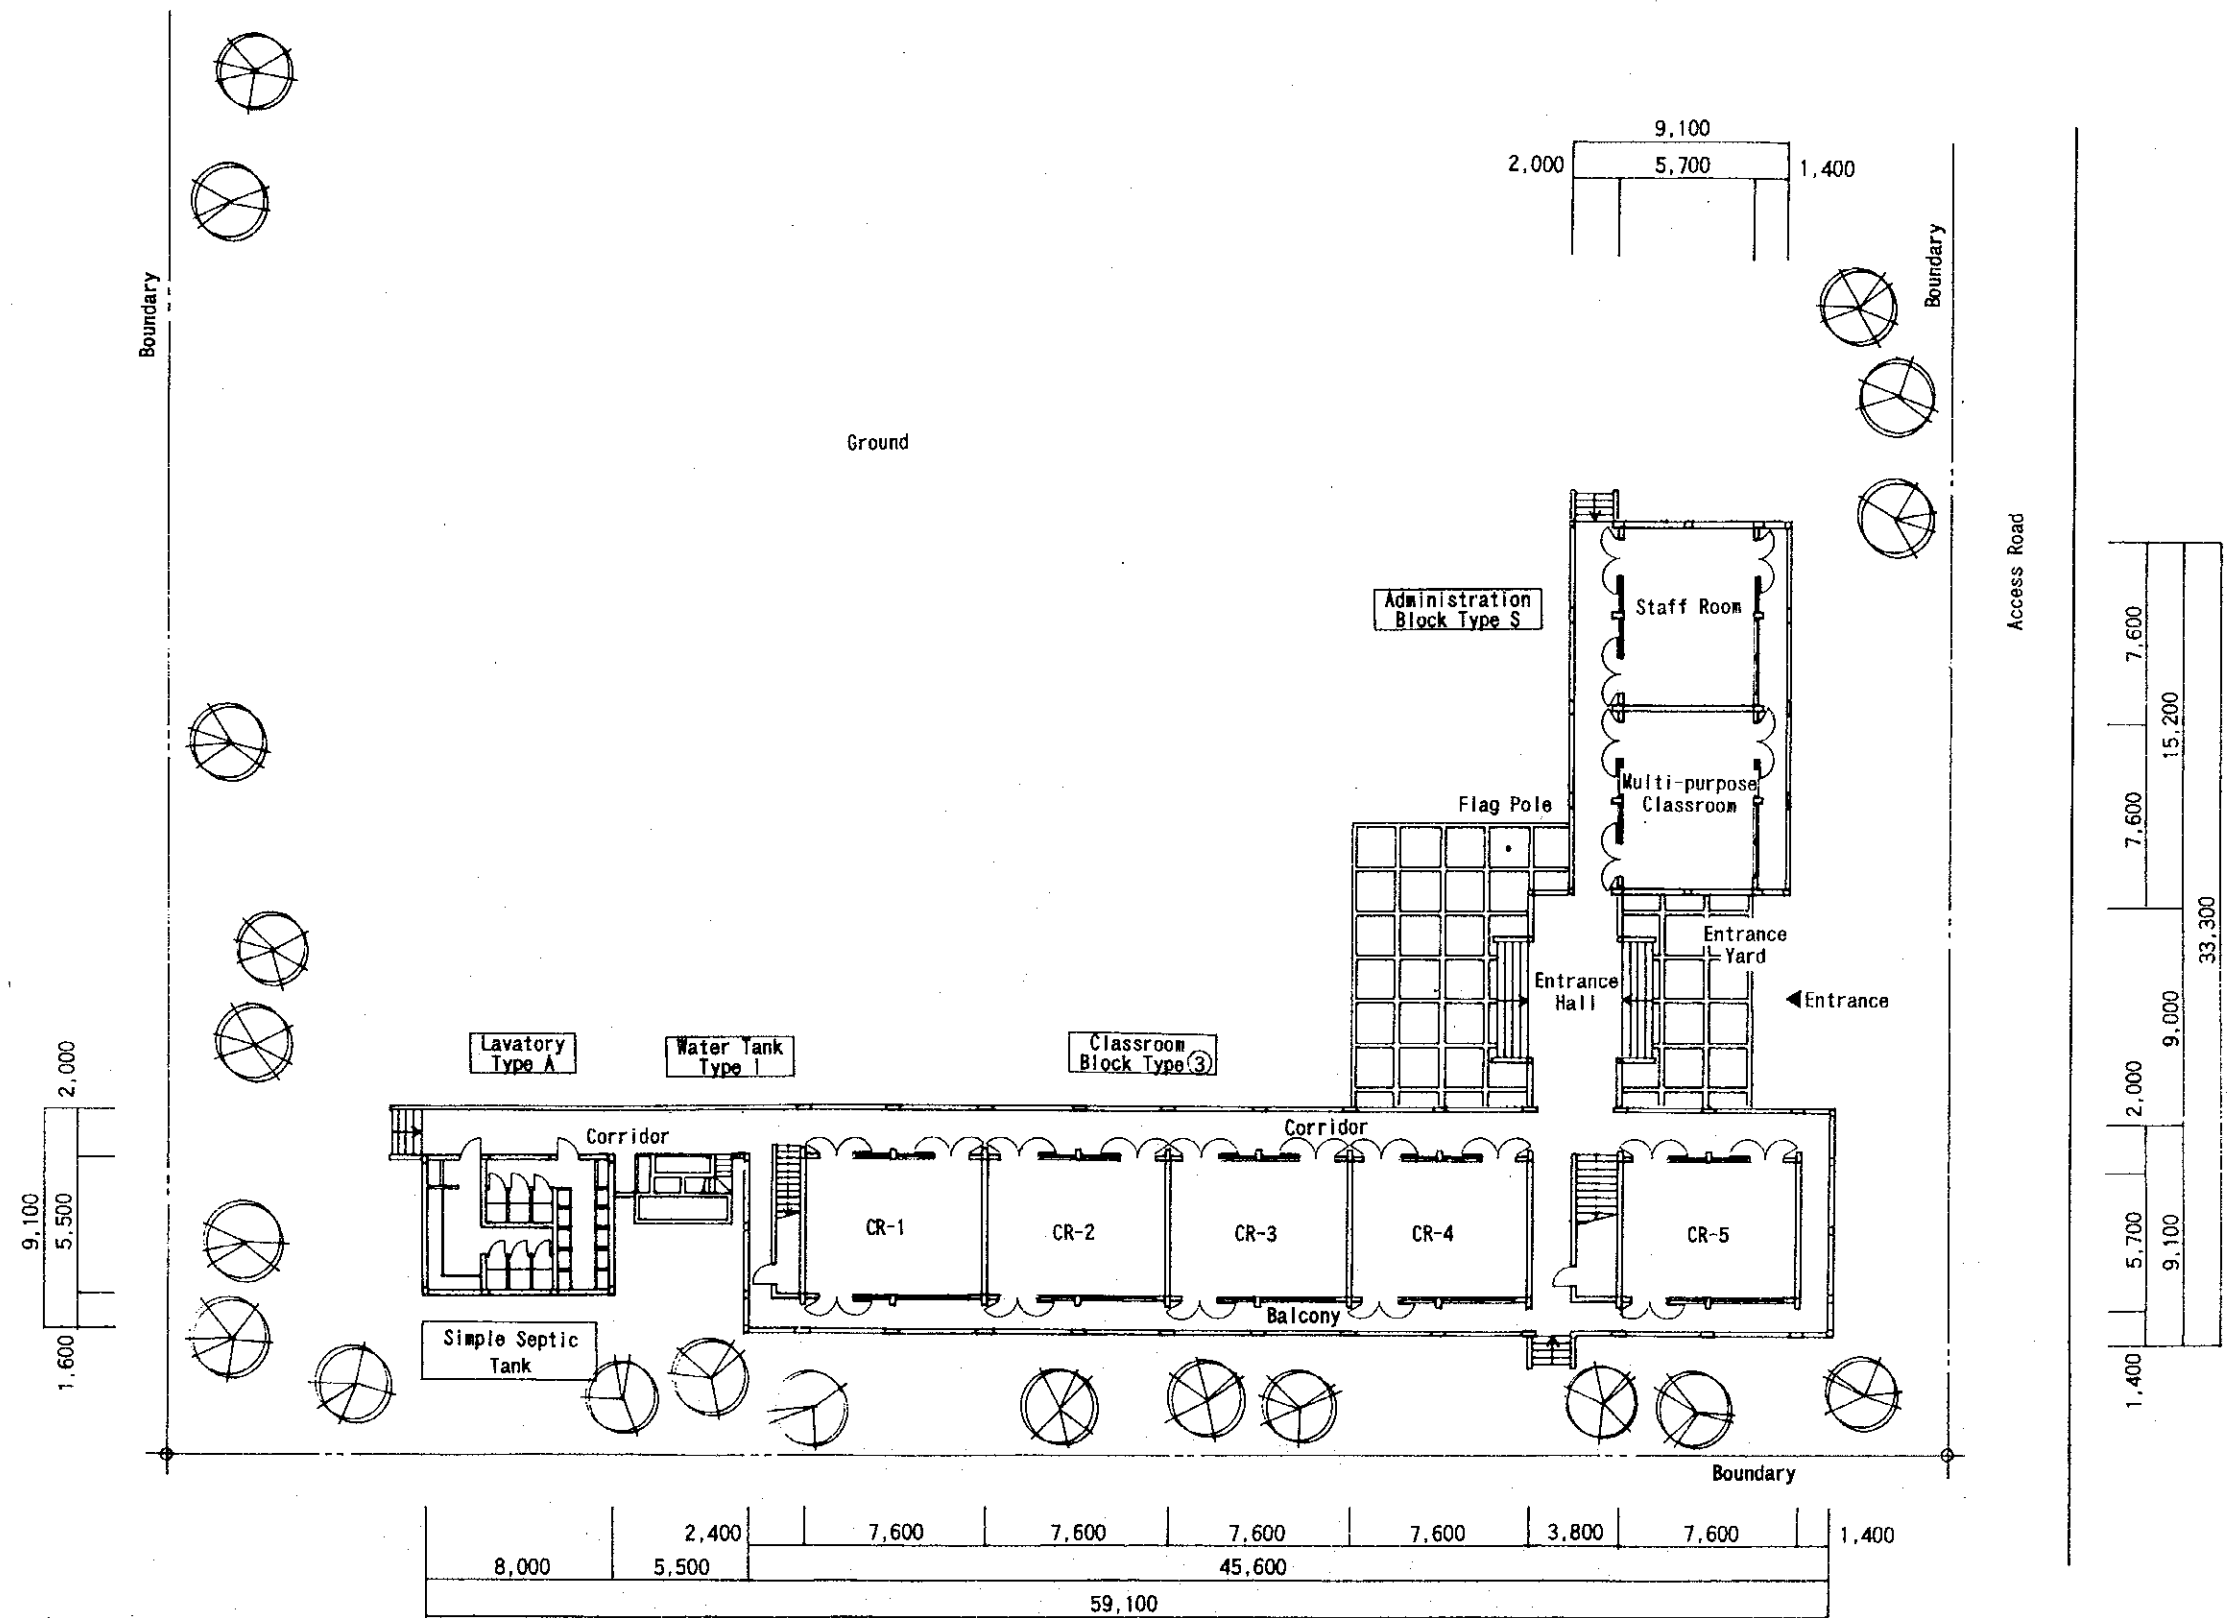 9,100
2,000
5,700
1,400
Boundary
Boundary
Ground
Access Road
Administration
Block Type S
Staff Room
Multi-purpose
Classroom
Flag Pole
Entrance
Yard
Entrance
Hall
Entrance
Lavatory
Type A
Water Tank
Type I
Classroom
Block Type③
Corridor
Corridor
CR-1
CR-2
CR-3
CR-4
CR-5
Balcony
Simple Septic
Tank
Boundary
2,000
9,100
5,500
1,600
7,600
15,200
7,600
33,300
9,000
2,000
5,700
9,100
1,400
2,400
7,600
7,600
7,600
7,600
3,800
7,600
1,400
8,000
5,500
45,600
59,100